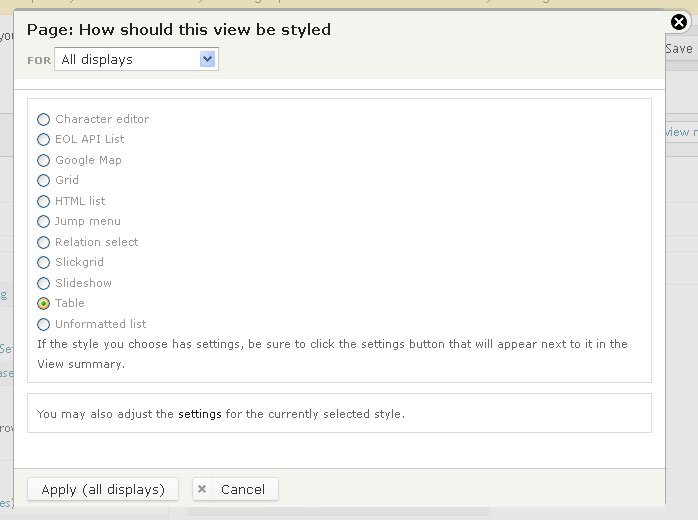 Page: How should this view be styled
FOR All displays
Save
view r
Character editor
EOL API List
Google Map
Grid
HTML list
Jump menu
Relation select
Slickgrid
Slideshow
Table
Unformatted list
If the style you choose has settings, be sure to click the settings button that will appear next to it in the
View summary.
You may also adjust the settings for the currently selected style.
Apply (all displays)
Cancel